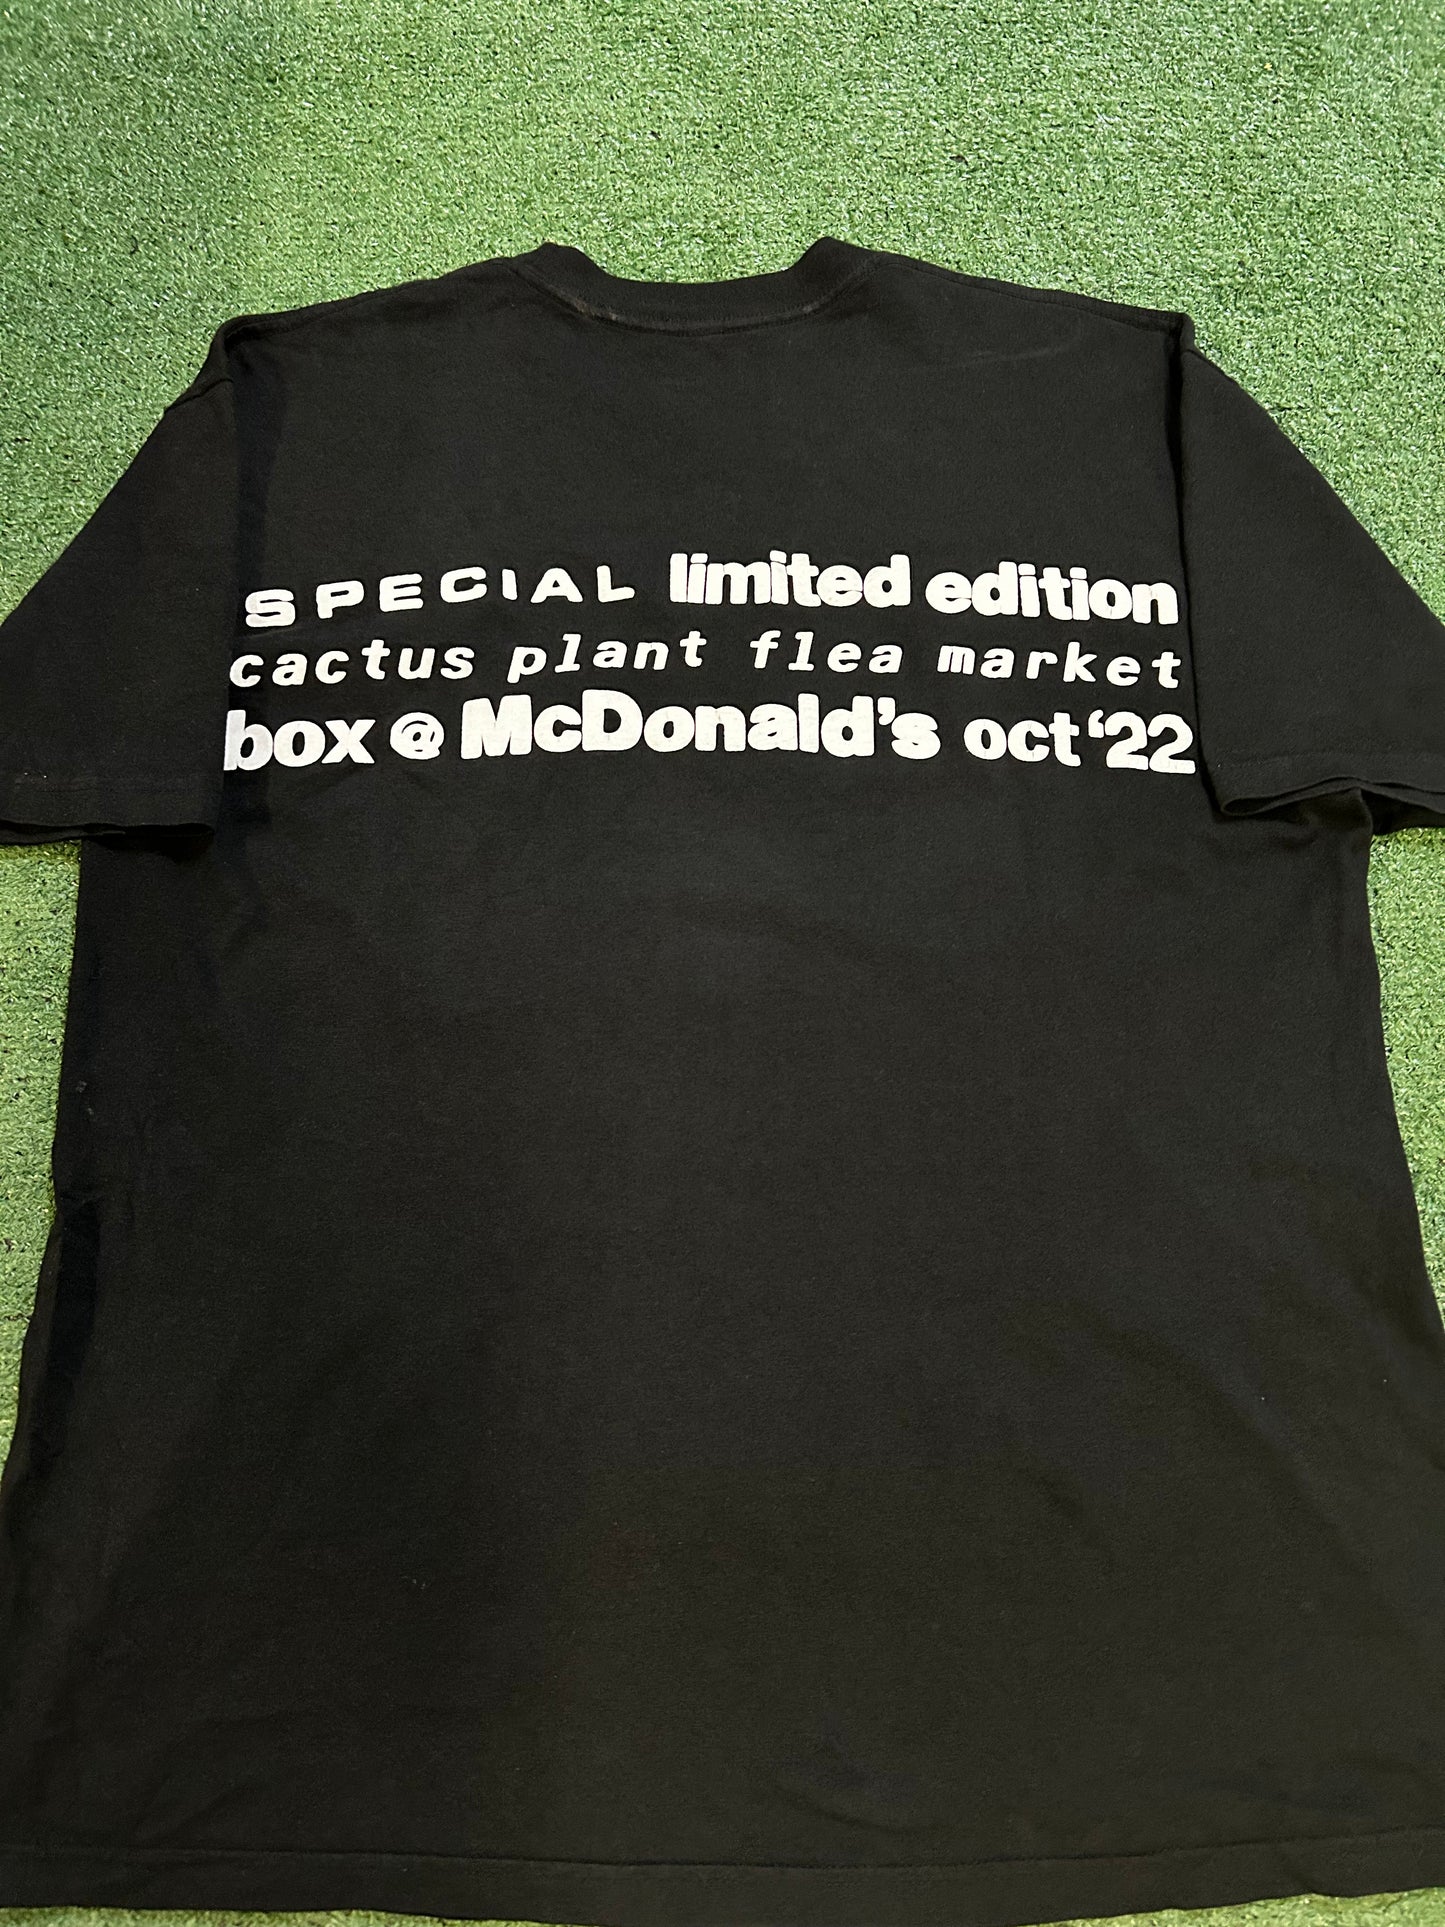 SPECIAL limited edition
cactus plant flea market
box @ McDonald's oct '22